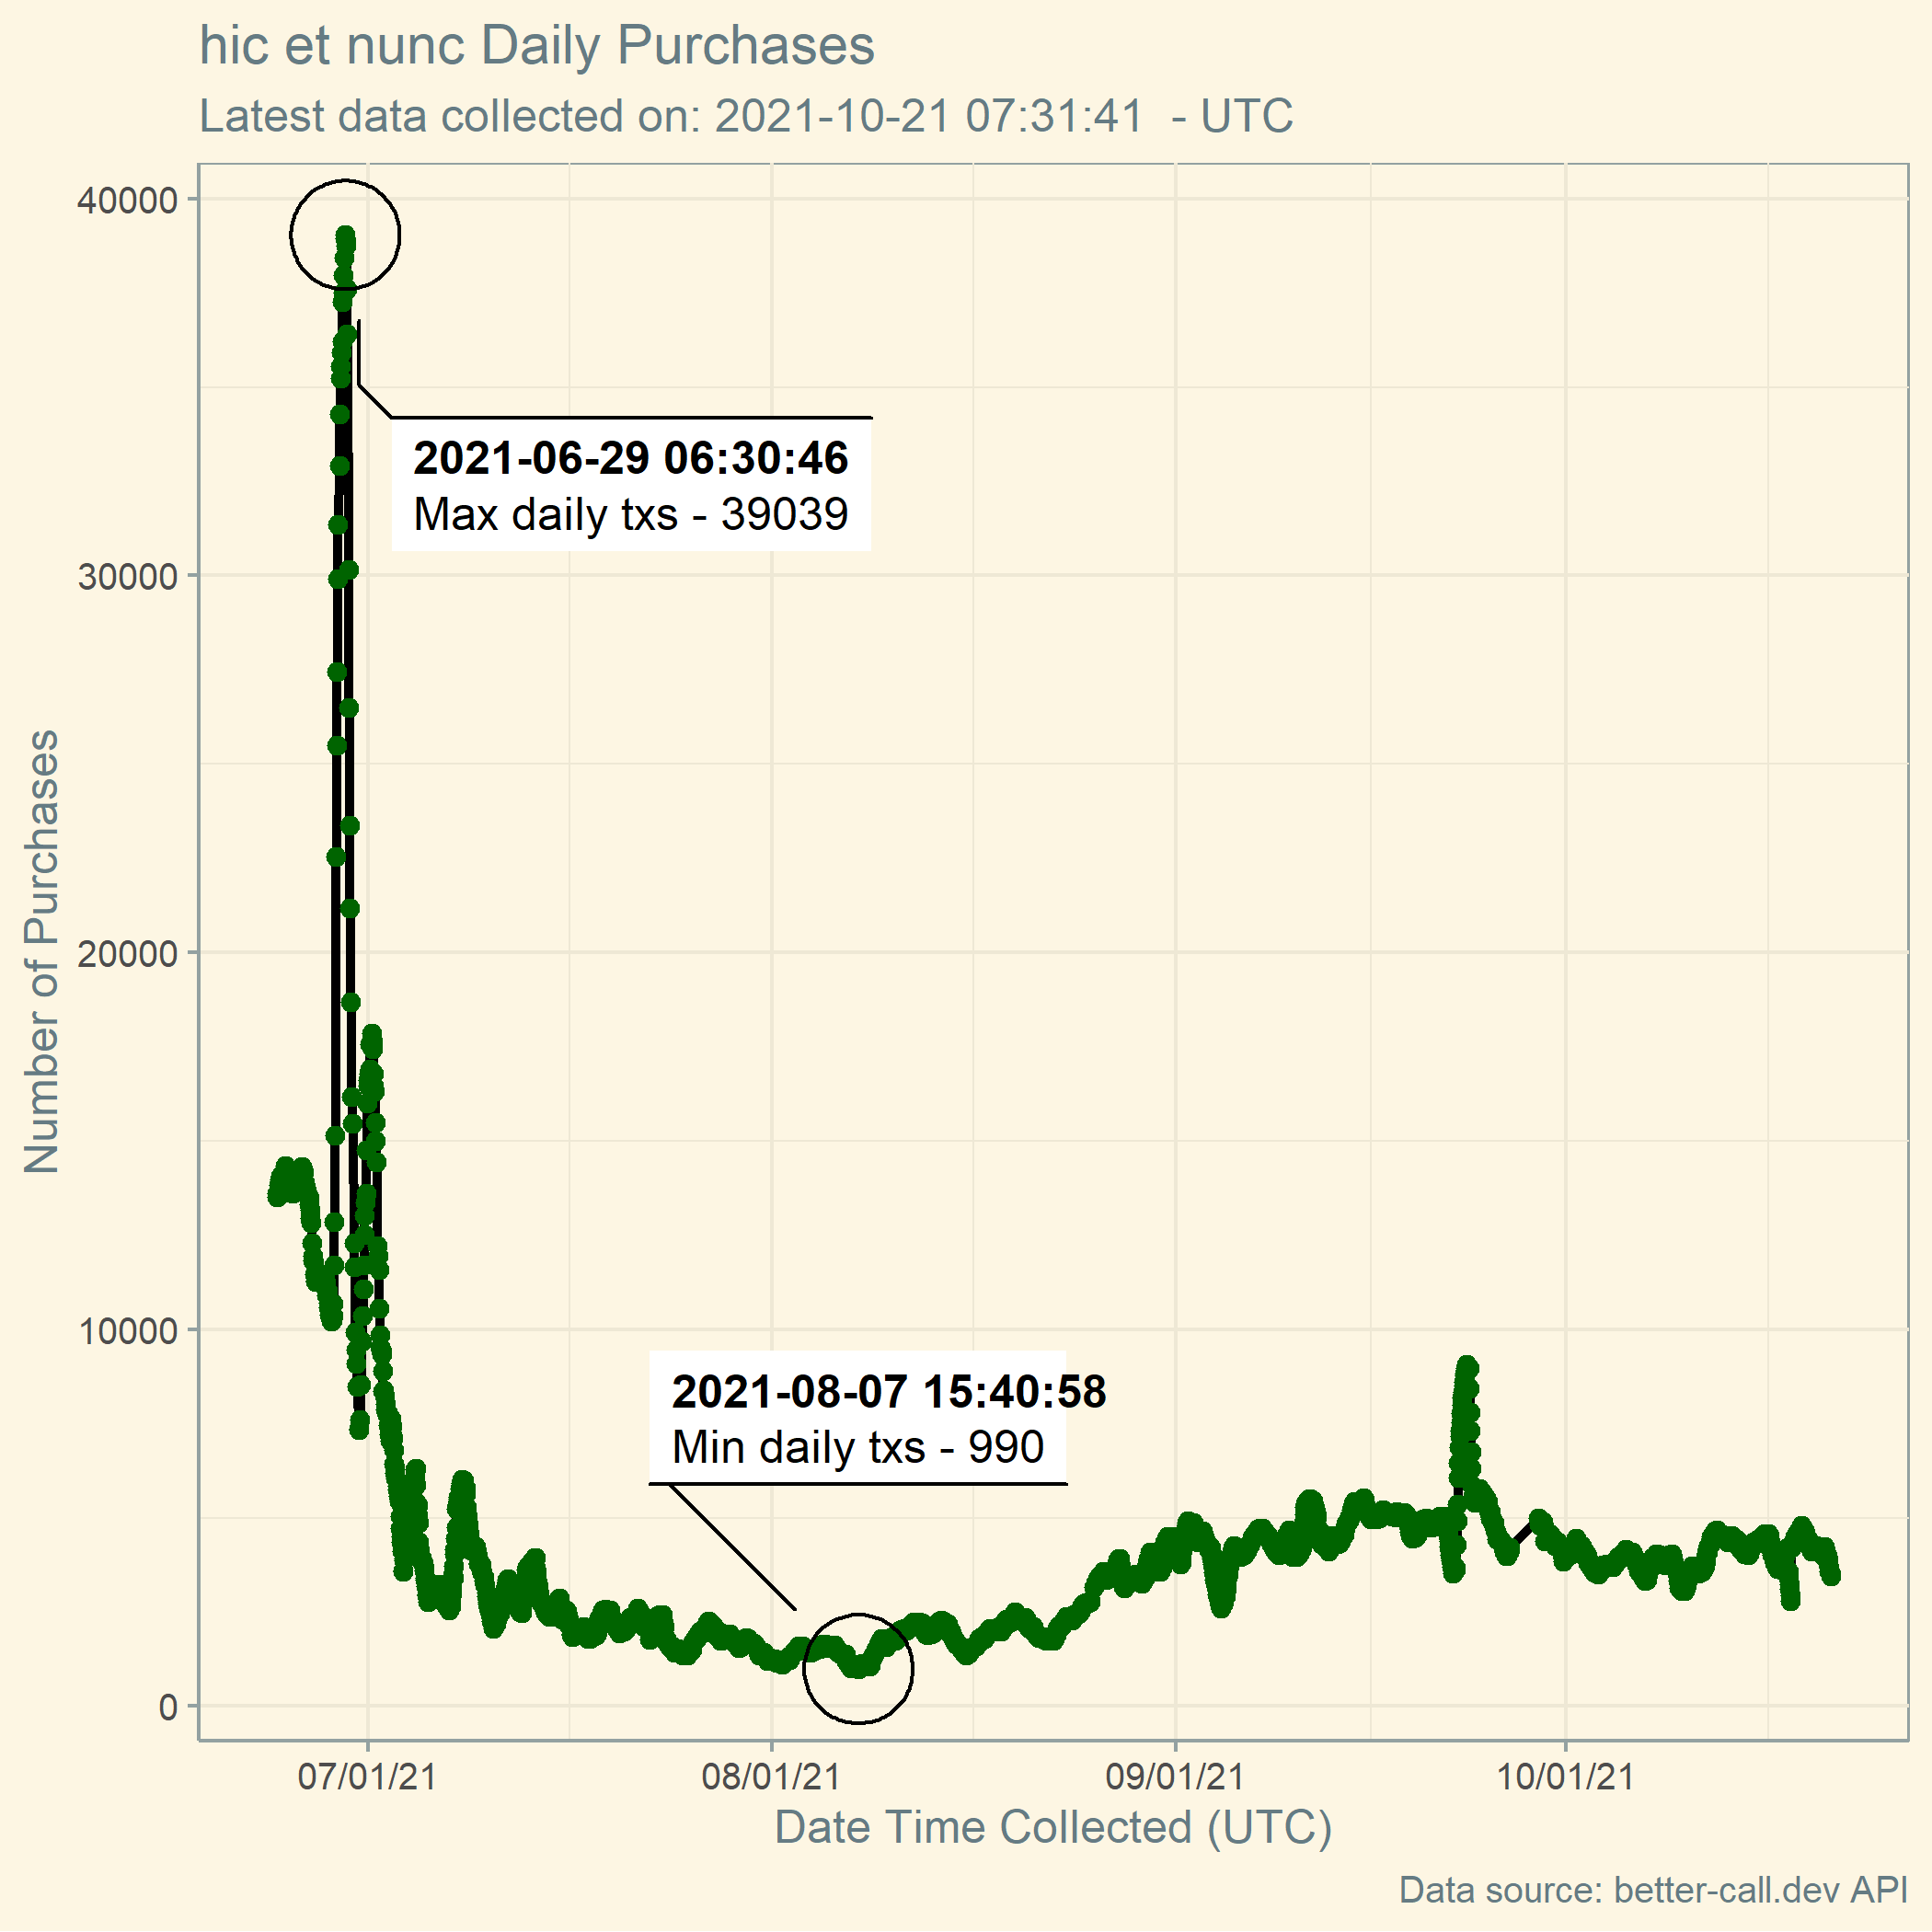 hic et nunc Daily Purchases
Latest data collected on: 2021-10-21 07:31:41 - UTC
40000
30000
20000
10000
0
Number of Purchases
2021-06-29 06:30:46
Max daily txs - 39039
2021-08-07 15:40:58
Min daily txs - 990
07/01/21
08/01/21
09/01/21
10/01/21
Date Time Collected (UTC)
Data source: better-call.dev API